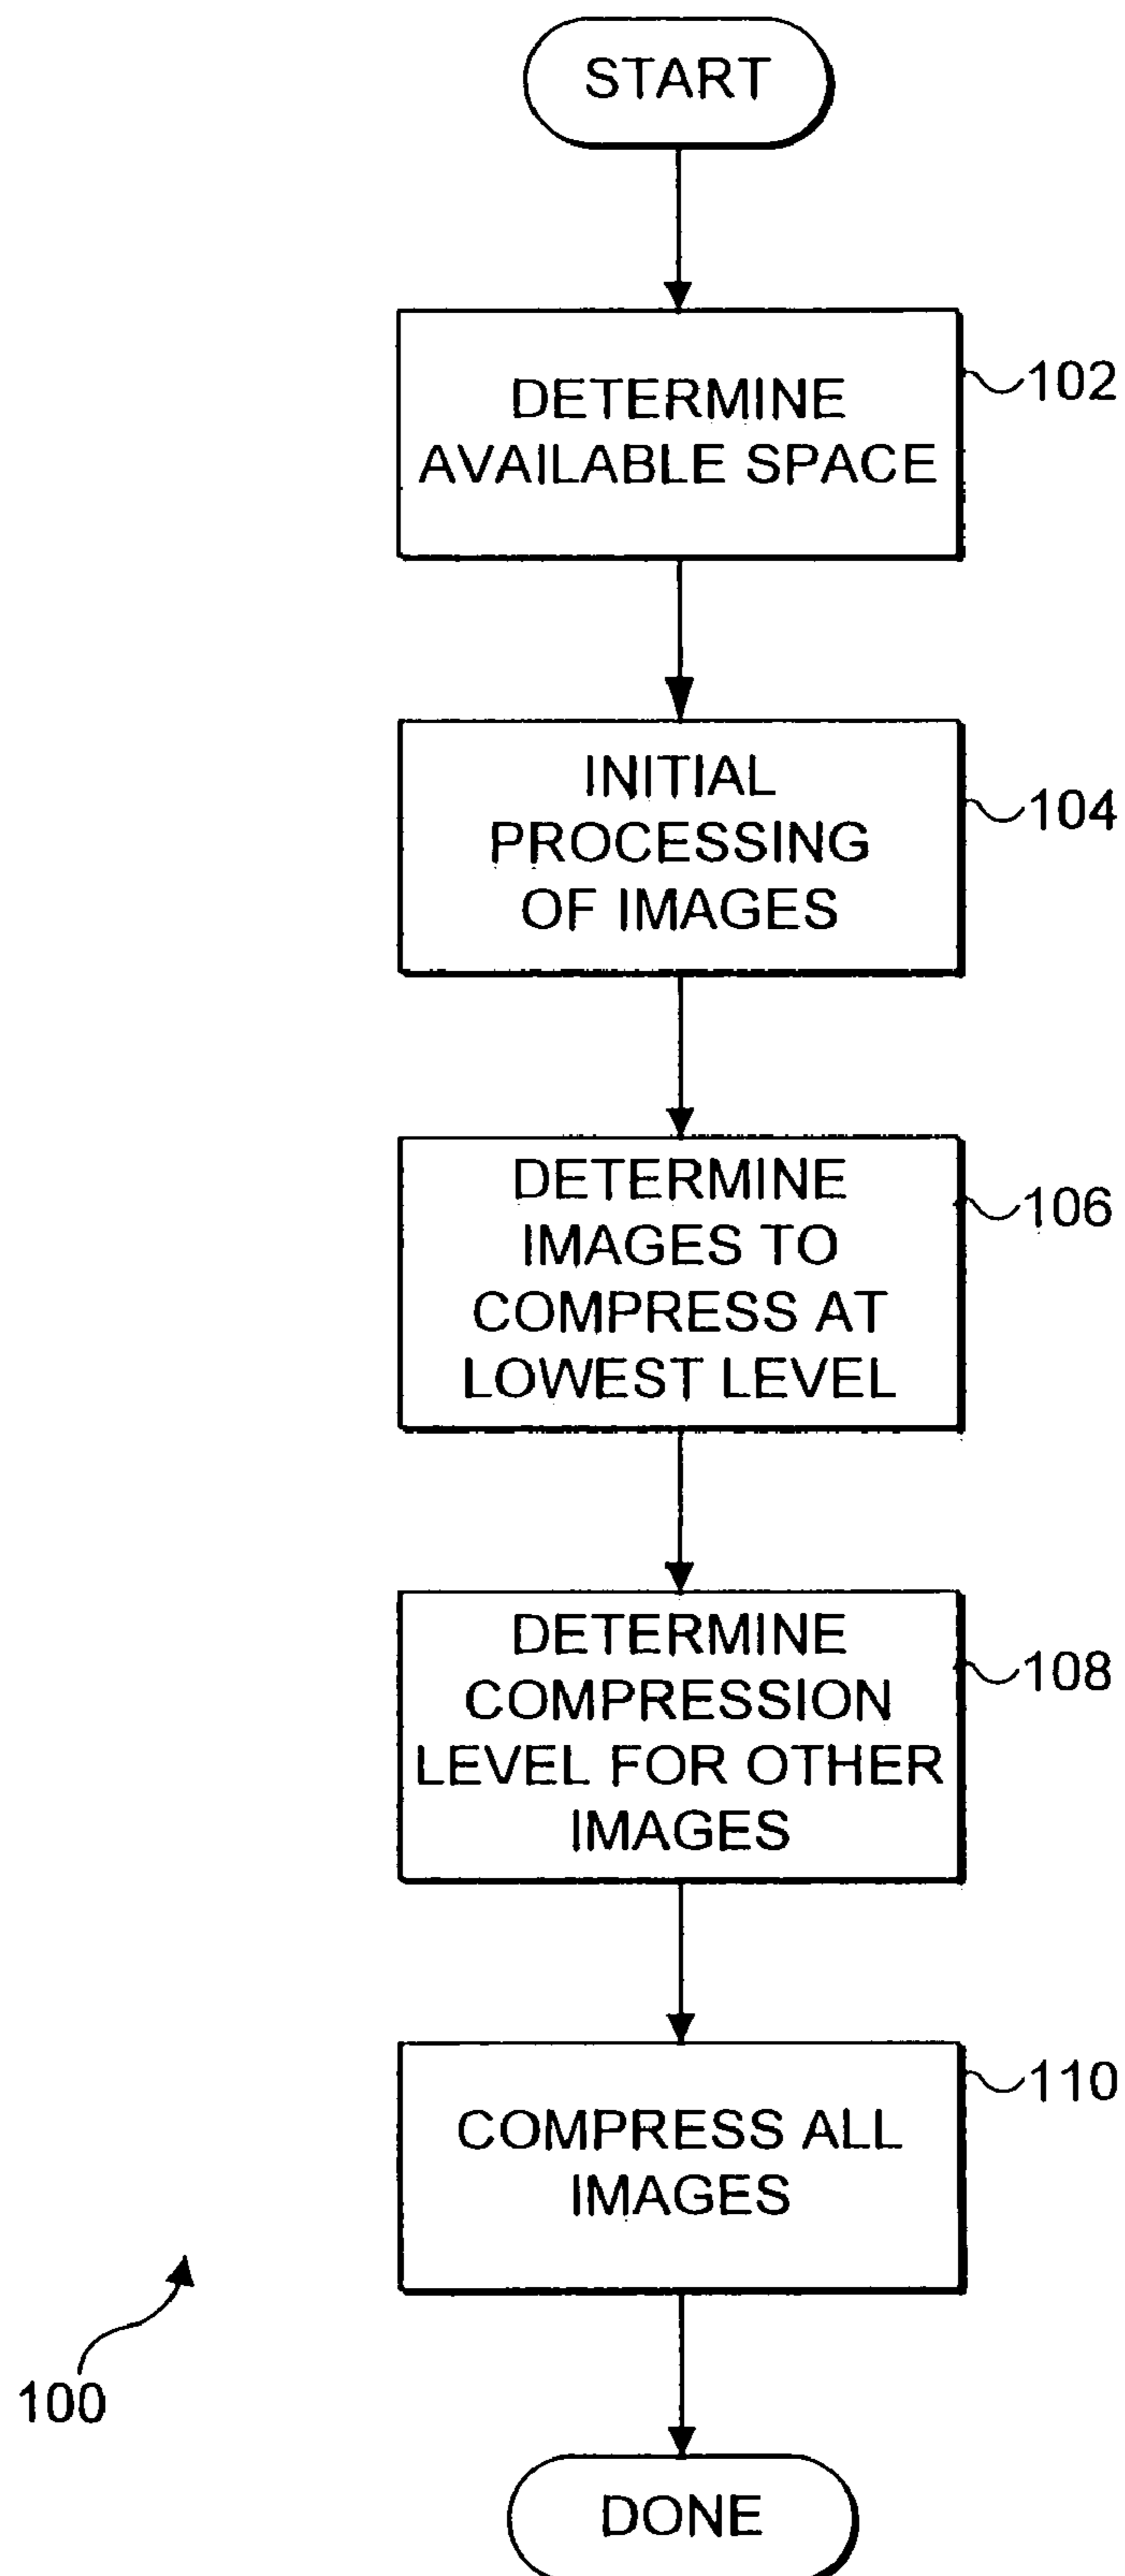 START
DETERMINE
AVAILABLE SPACE
102
INITIAL
PROCESSING
OF IMAGES
104
DETERMINE
IMAGES TO
COMPRESS AT
LOWEST LEVEL
106
DETERMINE
COMPRESSION
LEVEL FOR OTHER
IMAGES
108
COMPRESS ALL
IMAGES
110
100
DONE